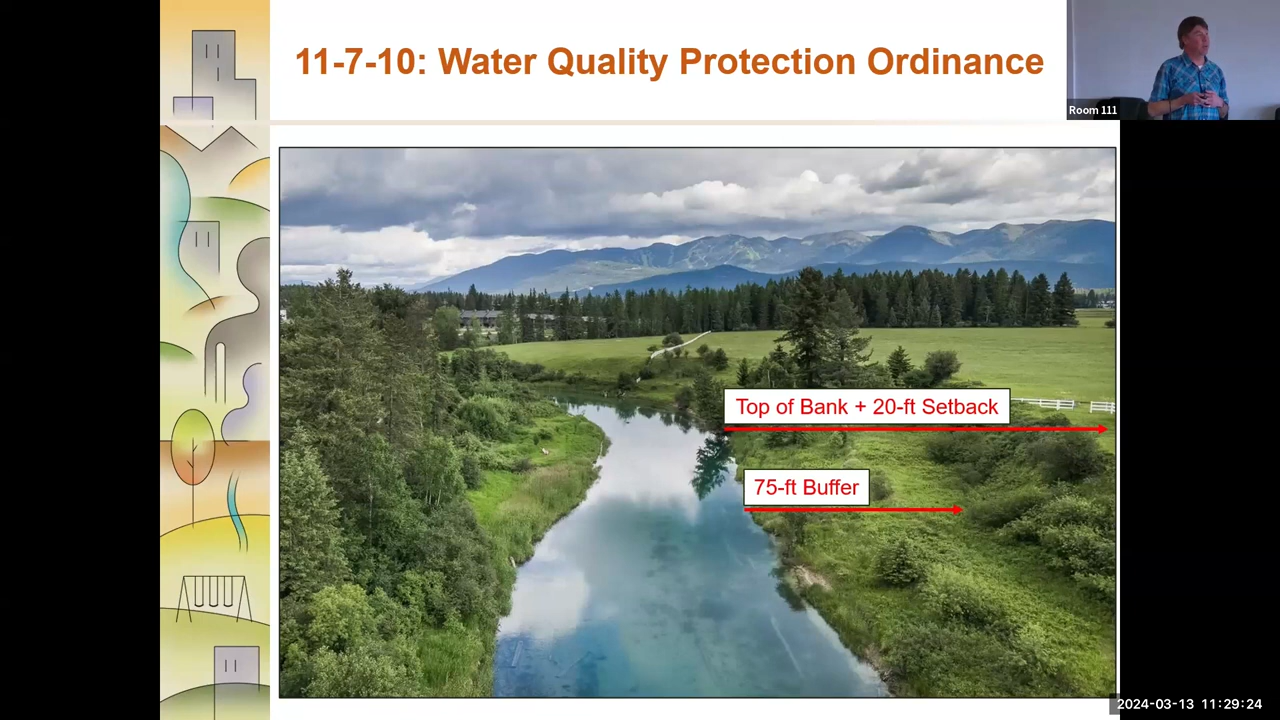 11-7-10: Water Quality Protection Ordinance
Room 111
Top of Bank + 20-ft Setback
75-ft Buffer
2024-03-13 11:29:24